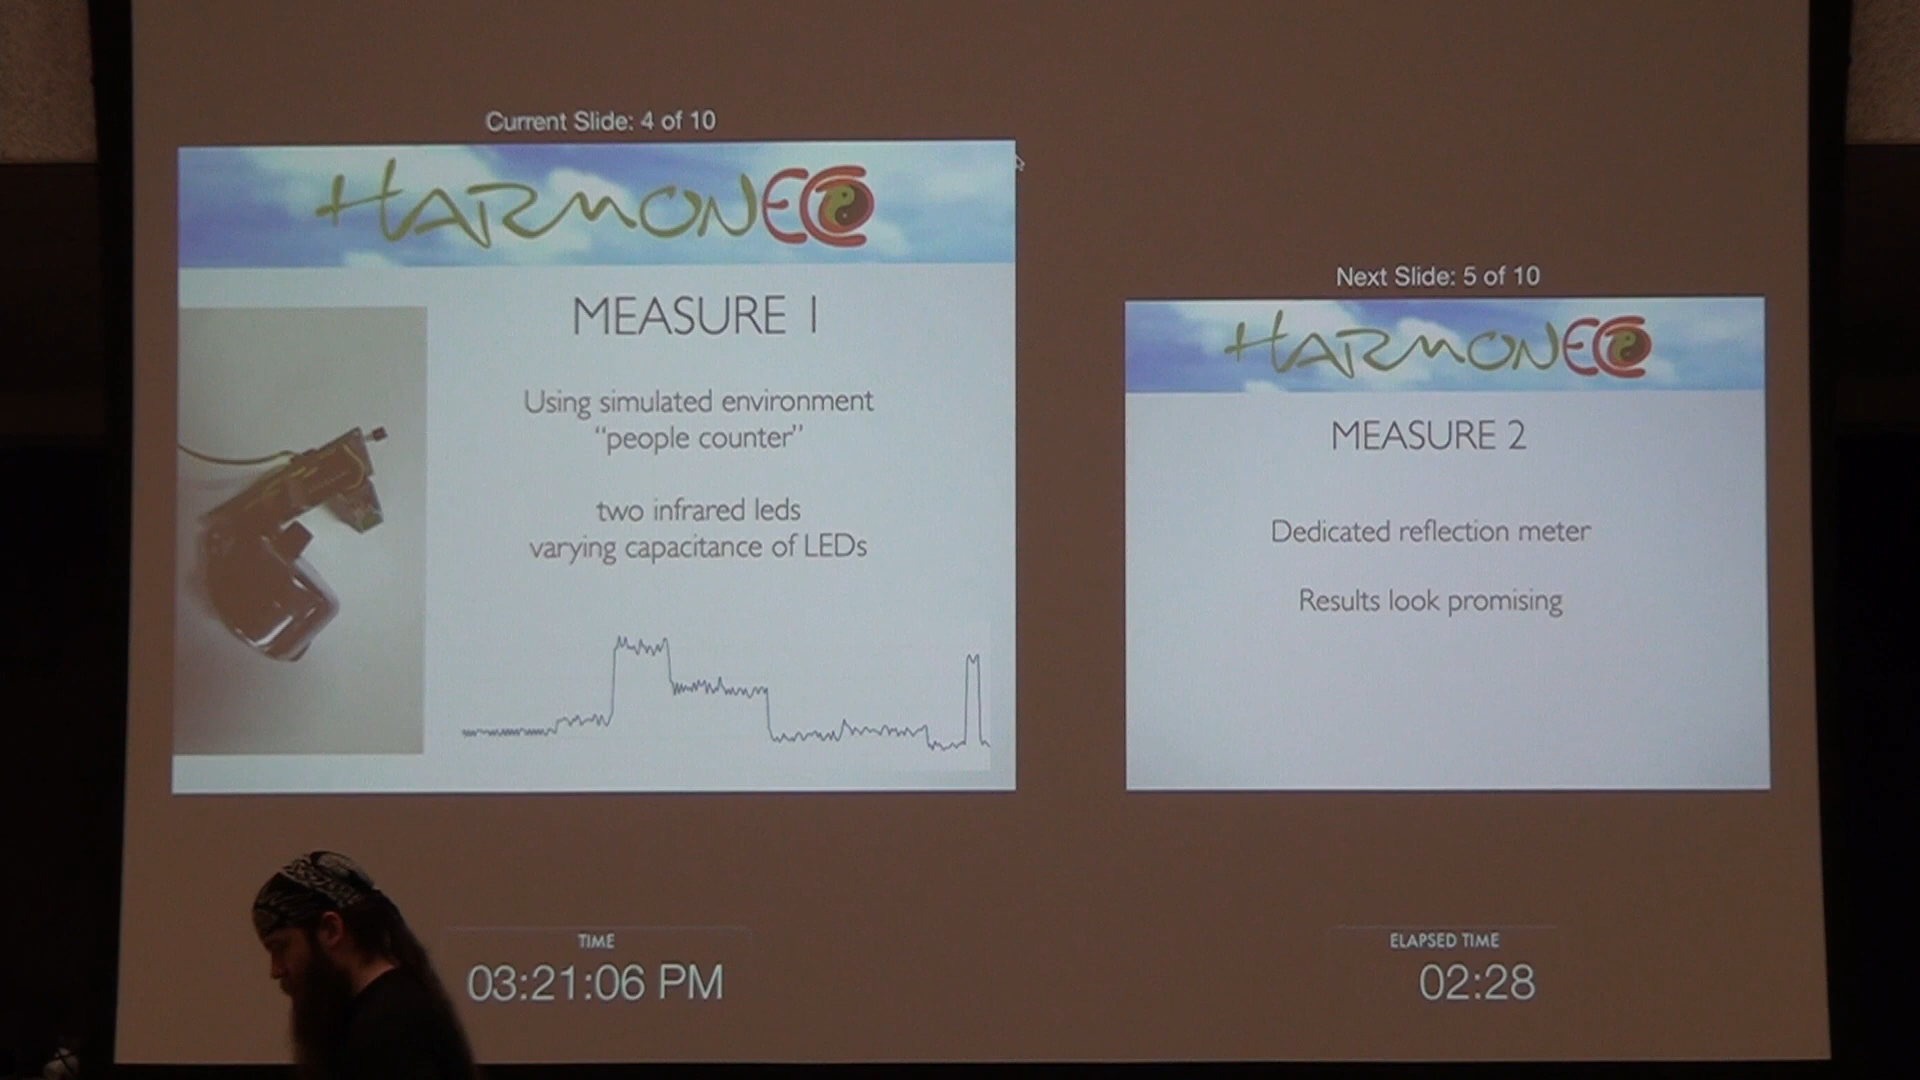 Current Slide: 4 of 10
HARMONEC
MEASURE 1
Using simulated environment
“people counter”
two infrared leds
varying capacitance of LEDs
Next Slide: 5 of 10
HARMONEC
MEASURE 2
Dedicated reflection meter
Results look promising
TIME
03:21:06 PM
ELAPSED TIME
02:28